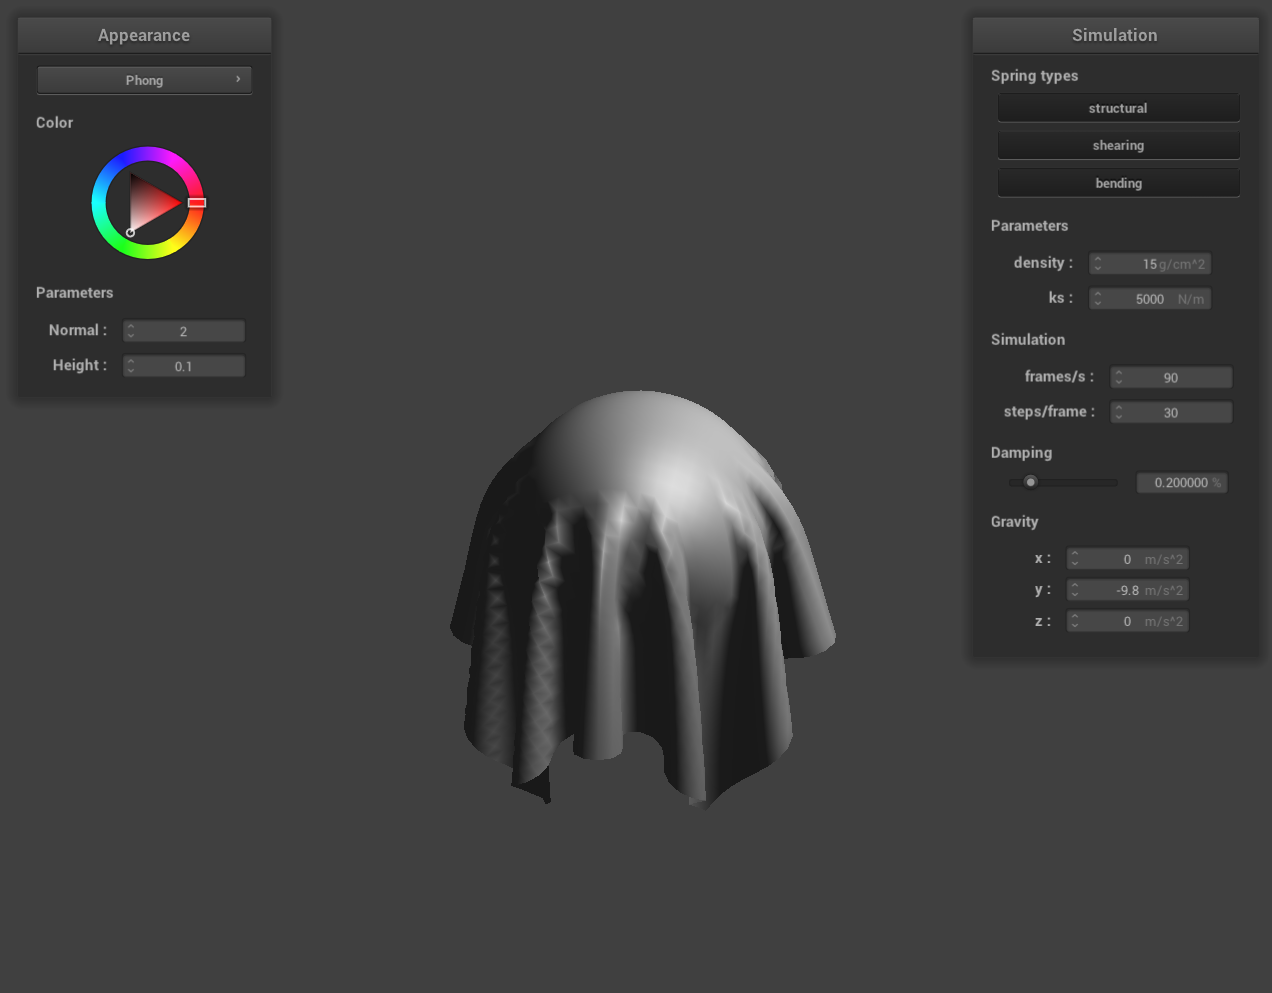 Appearance
Phong
Color
Parameters
Normal : 2
Height : 0.1
Simulation
Spring types
structural
shearing
bending
Parameters
density : 15 g/cm^2
ks : 5000 N/m
Simulation
frames/s : 90
steps/frame : 30
Damping
0.200000 %
Gravity
x : 0 m/s^2
y : -9.8 m/s^2
z : 0 m/s^2